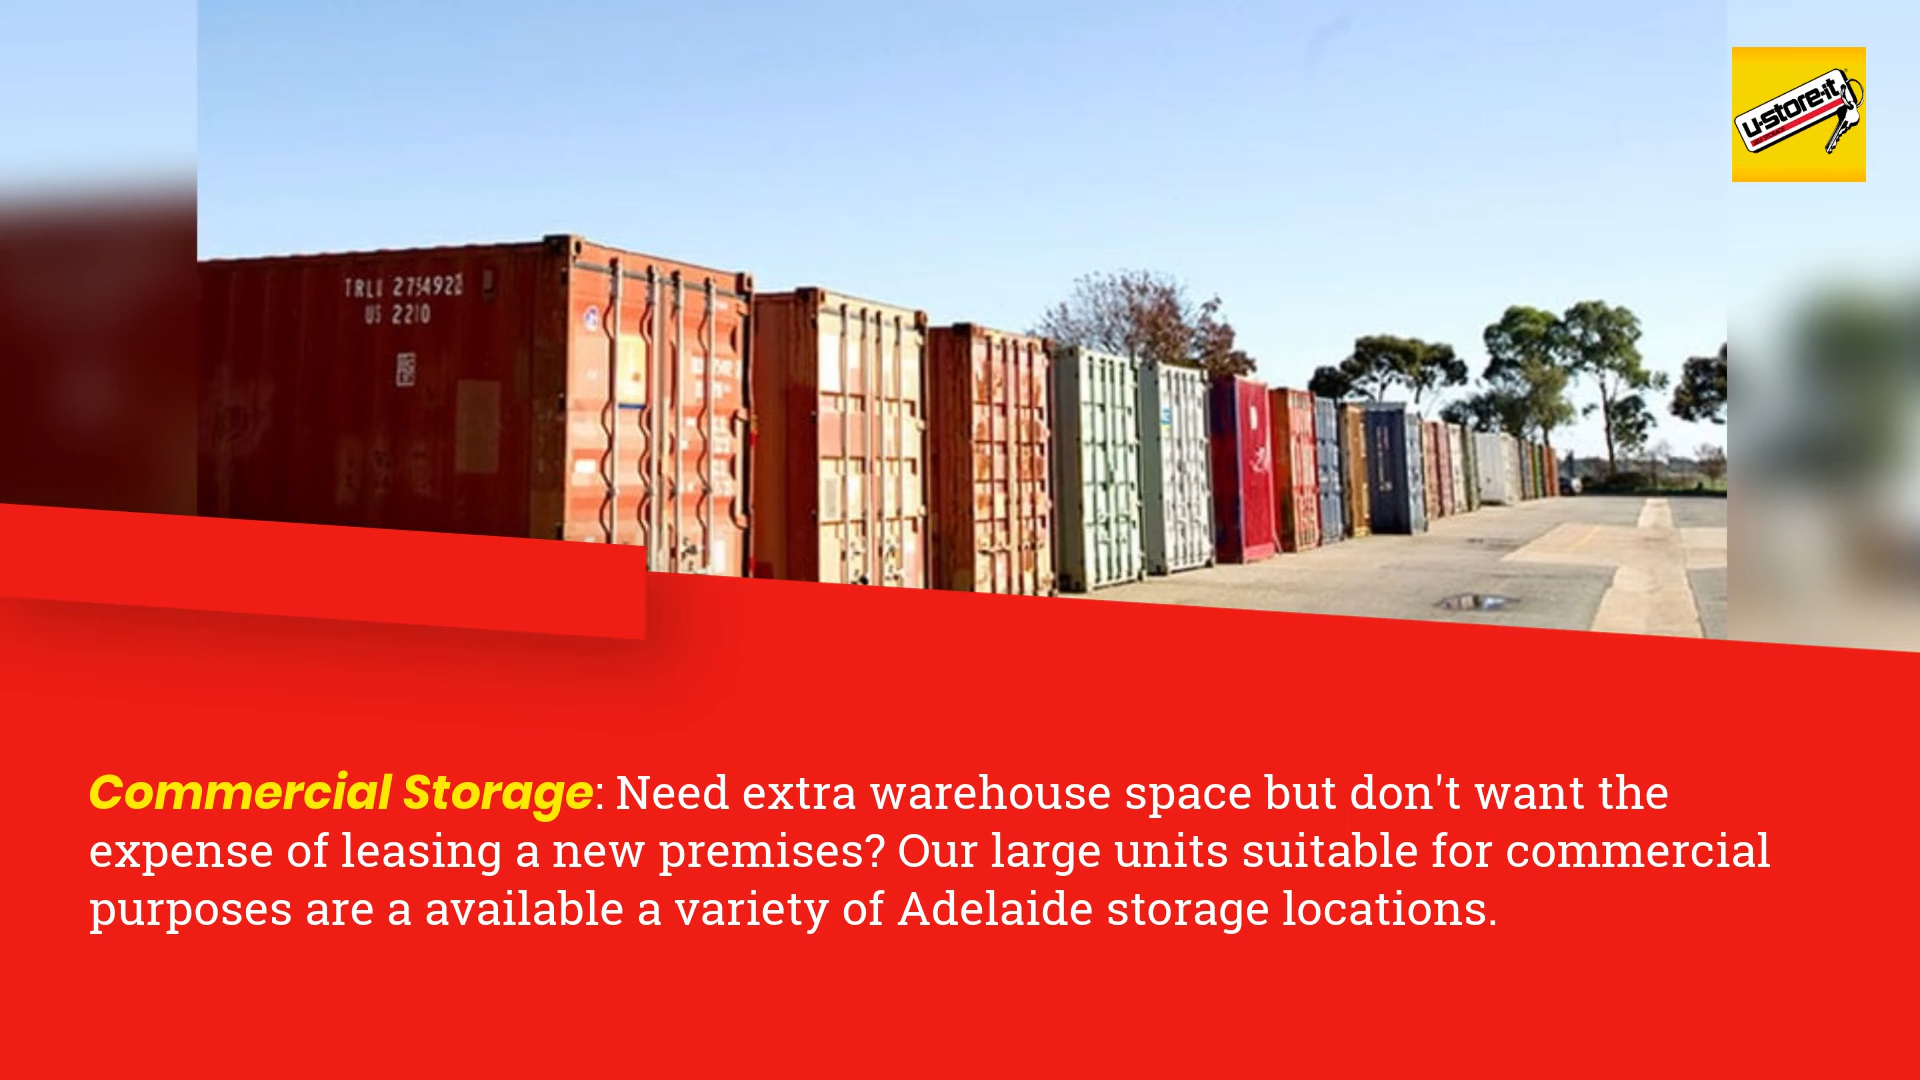 u-store-it
TRLU 2754922
US 2210
Commercial Storage: Need extra warehouse space but don't want the
expense of leasing a new premises? Our large units suitable for commercial
purposes are a available a variety of Adelaide storage locations.